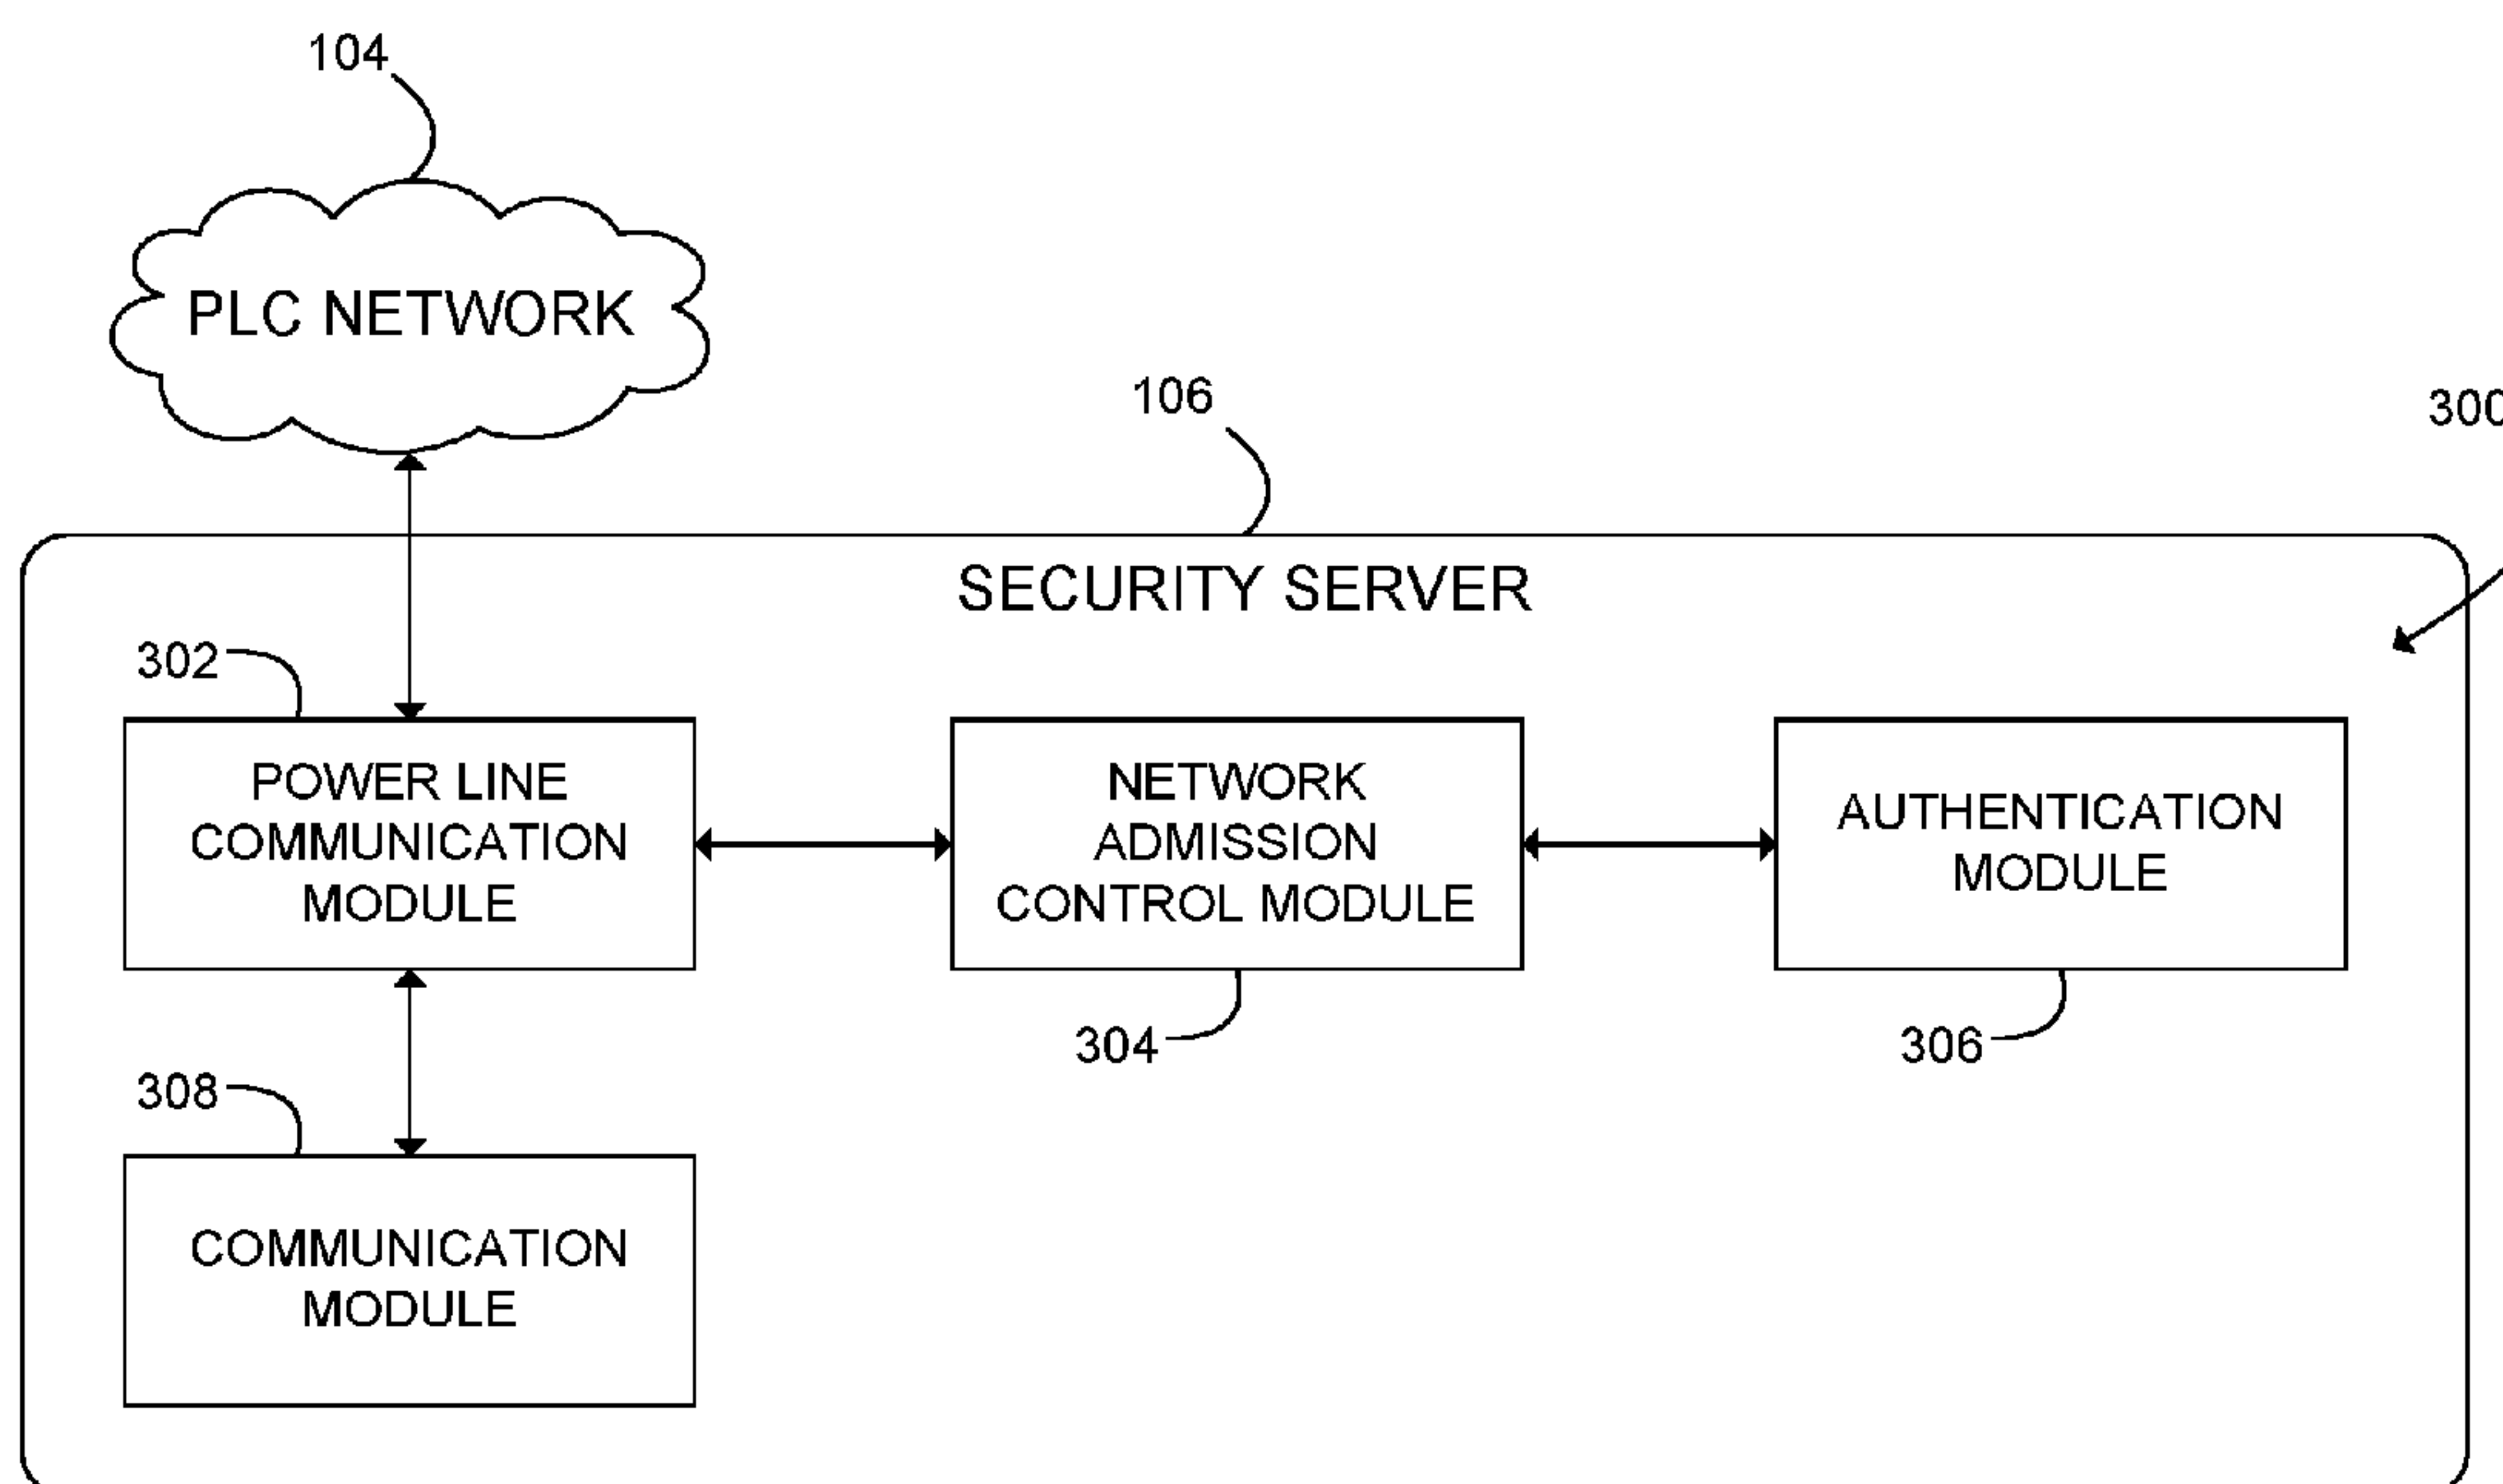 104
PLC NETWORK
106
300
SECURITY SERVER
302
POWER LINE
COMMUNICATION
MODULE
NETWORK
ADMISSION
CONTROL MODULE
AUTHENTICATION
MODULE
304
306
308
COMMUNICATION
MODULE